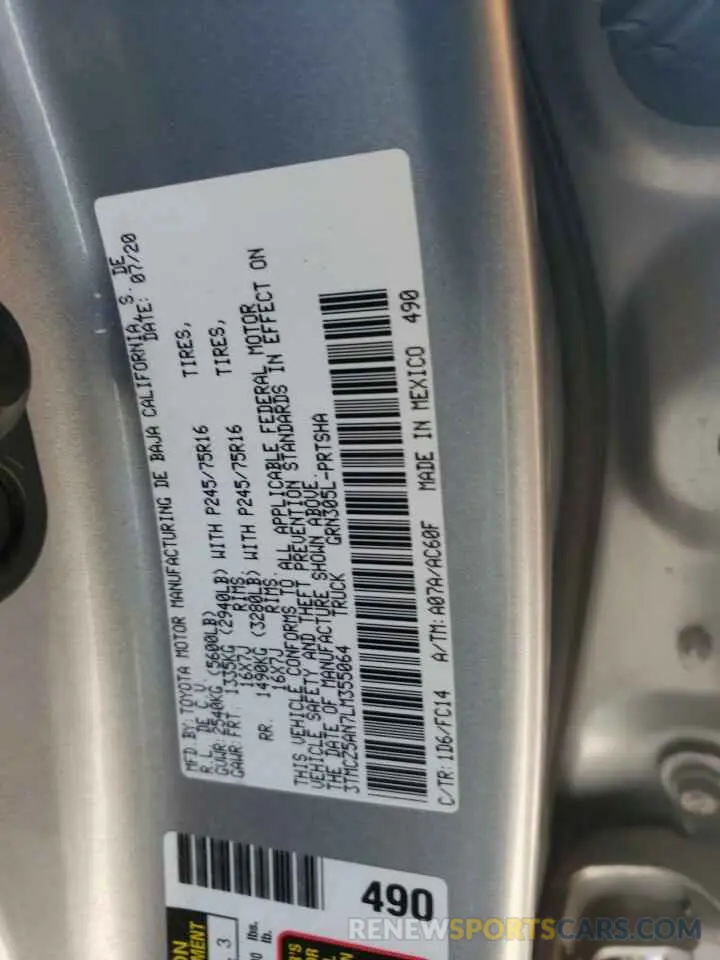 MFD BY: TOYOTA MOTOR MANUFACTURING DE BAJA CALIFORNIA, S. DE
R.L. DE C.V. DATE: 07/20
GVWR: 2540KG (5600LB)
GAWR: FRT: 1335KG (2940LB) WITH P245/75R16 TIRES,
16X7J RIMS,
RR. 1490KG (3280LB) WITH P245/75R16 TIRES,
16X7J RIMS.
THIS VEHICLE CONFORMS TO ALL APPLICABLE FEDERAL MOTOR
VEHICLE SAFETY AND THEFT PREVENTION STANDARDS IN EFFECT ON
THE DATE OF MANUFACTURE SHOWN ABOVE.
3TMCZ5AN7LM355064 TRUCK GRN305L-PRTSHA
C/TR: 1D6/FC14 A/TM: A07A/AC60F MADE IN MEXICO 490
490
3
lbs.
lb.
RENEWSPORTSCARS.COM